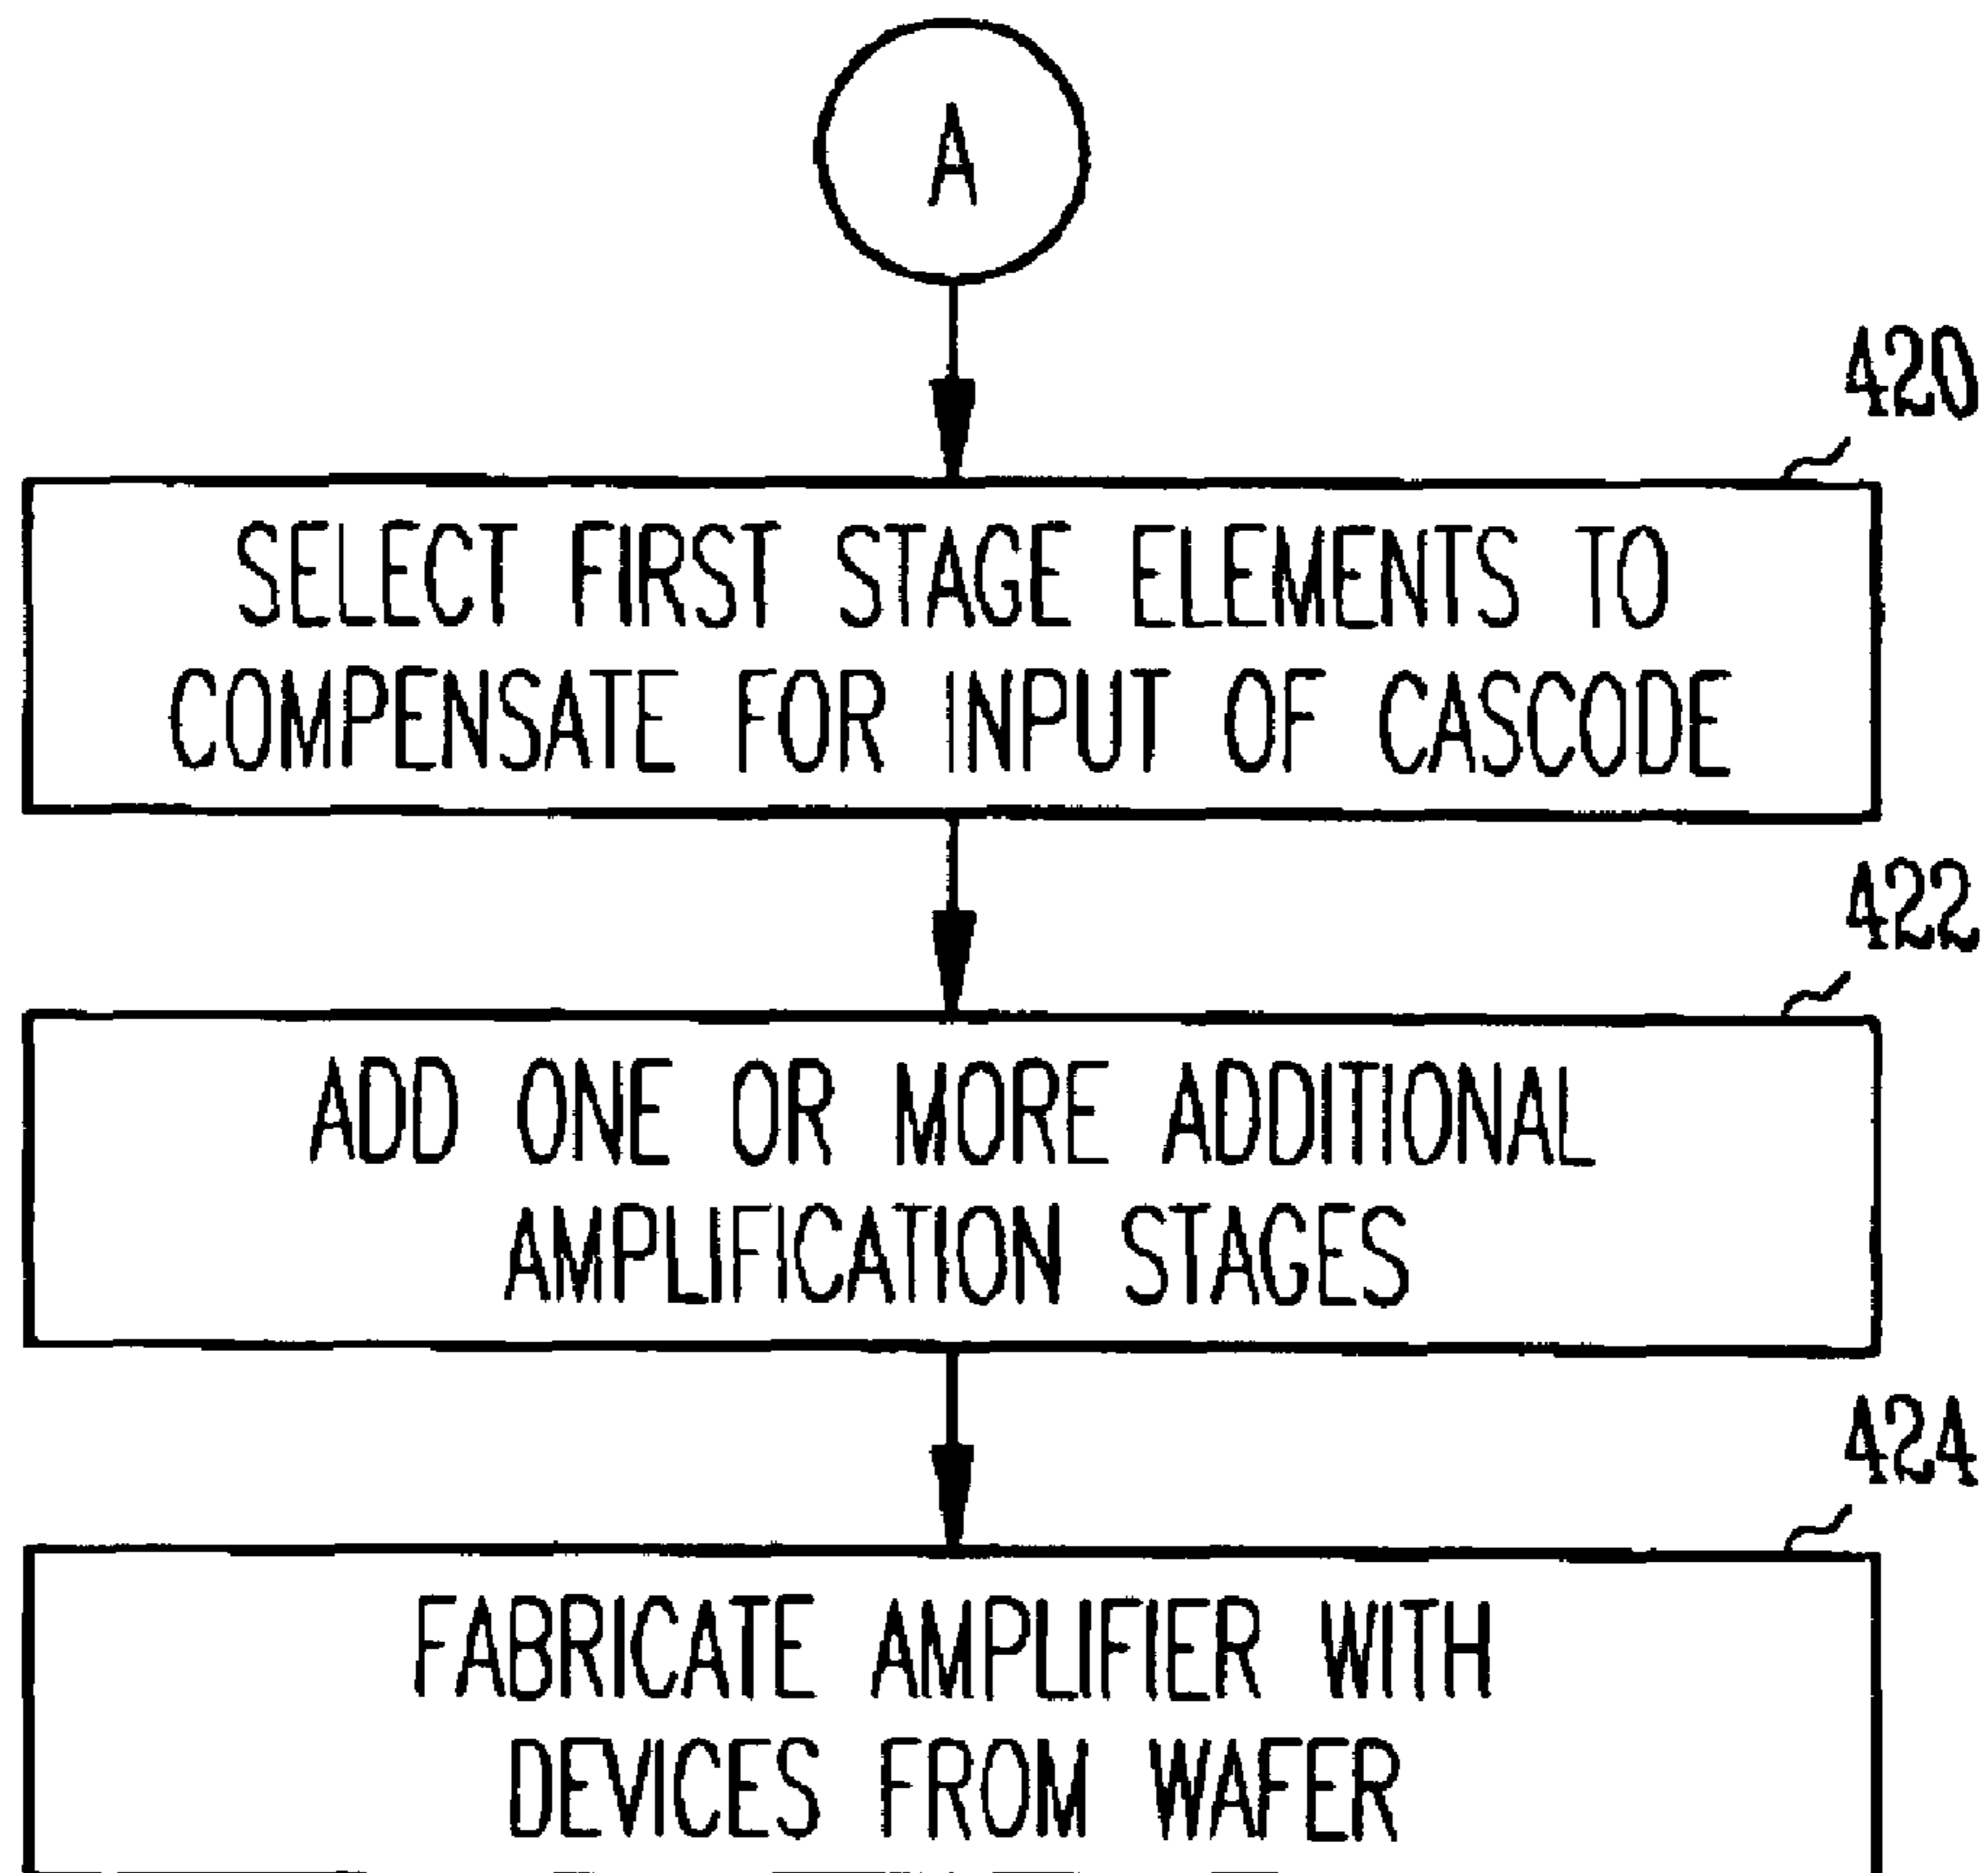 A
420
SELECT FIRST STAGE ELEMENTS TO
COMPENSATE FOR INPUT OF CASCODE
422
ADD ONE OR MORE ADDITIONAL
AMPLIFICATION STAGES
424
FABRICATE AMPLIFIER WITH
DEVICES FROM WAFER